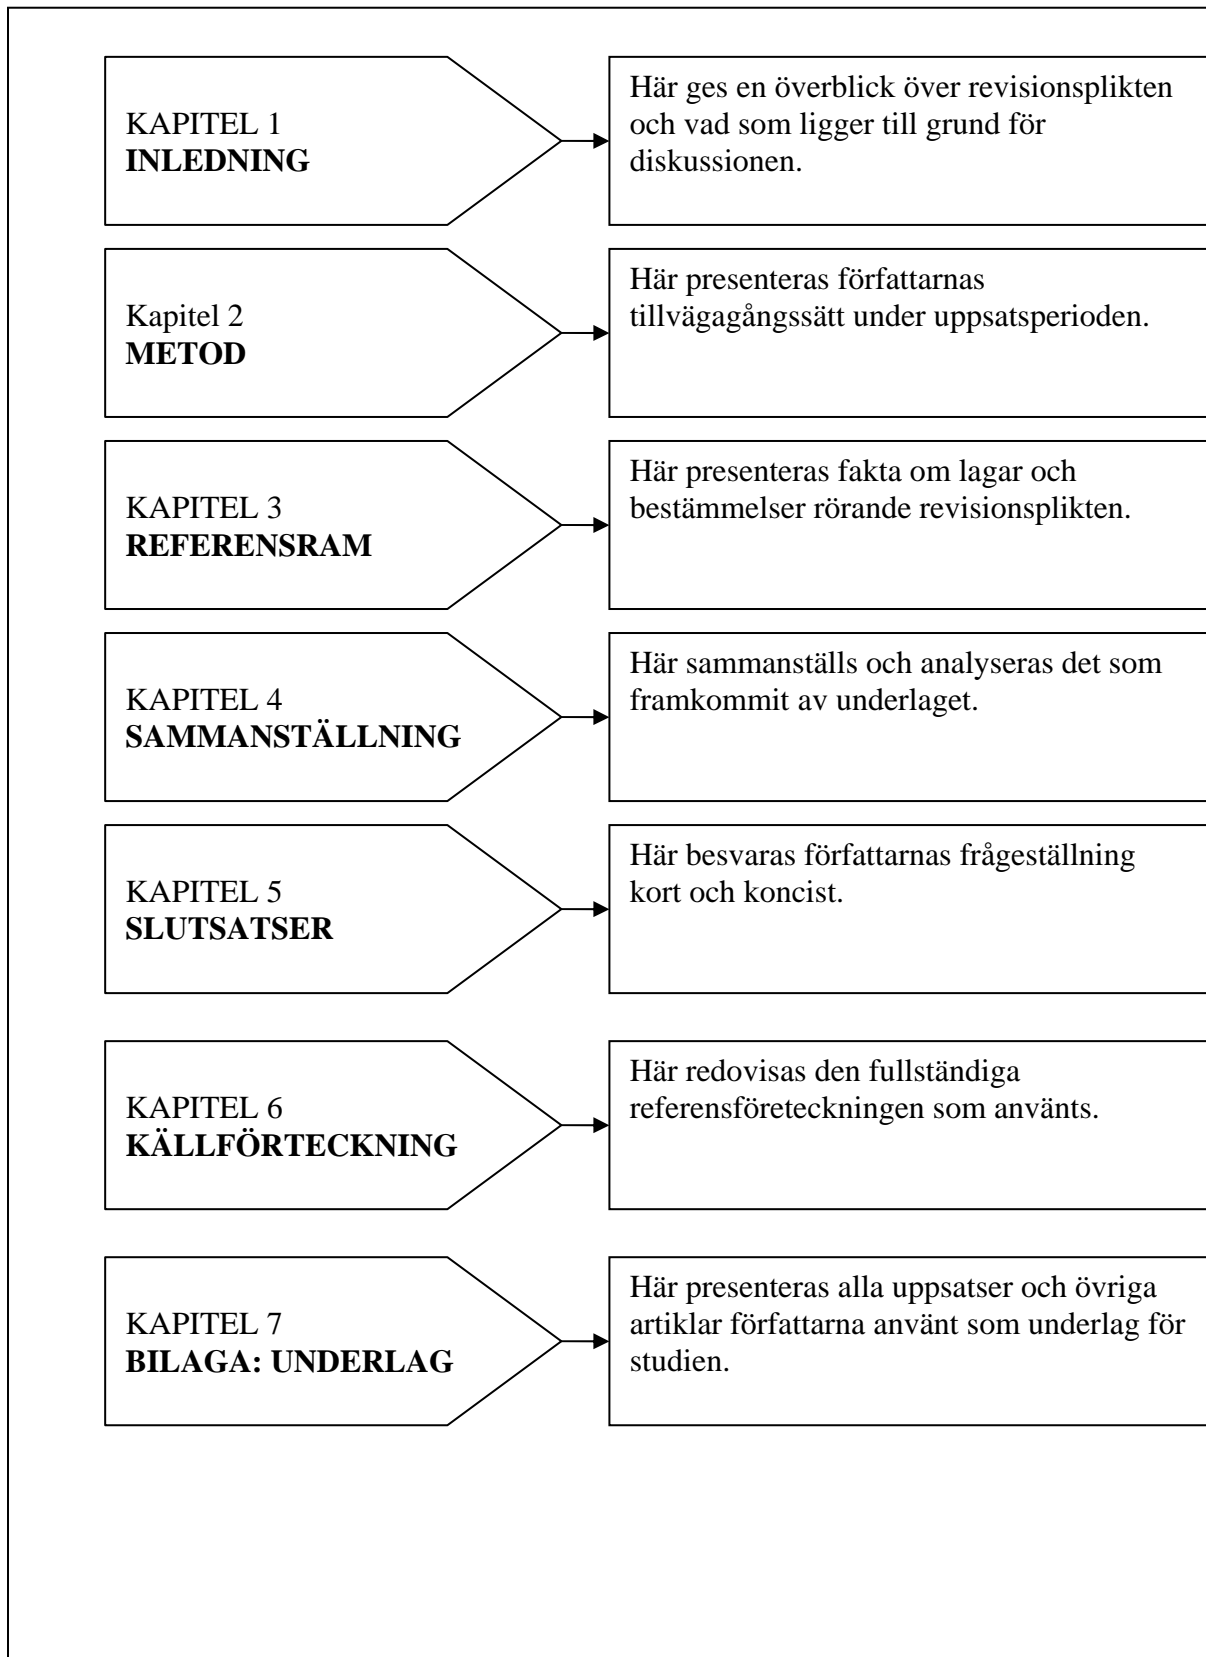 KAPITEL 1
INLEDNING
Här ges en överblick över revisionsplikten
och vad som ligger till grund för
diskussionen.
Kapitel 2
METOD
Här presenteras författarnas
tillvägagångssätt under uppsatsperioden.
KAPITEL 3
REFERENSRAM
Här presenteras fakta om lagar och
bestämmelser rörande revisionsplikten.
KAPITEL 4
SAMMANSTÄLLNING
Här sammanställs och analyseras det som
framkommit av underlaget.
KAPITEL 5
SLUTSATSER
Här besvaras författarnas frågeställning
kort och koncist.
KAPITEL 6
KÄLLFÖRTECKNING
Här redovisas den fullständiga
referensföreteckningen som använts.
KAPITEL 7
BILAGA: UNDERLAG
Här presenteras alla uppsatser och övriga
artiklar författarna använt som underlag för
studien.